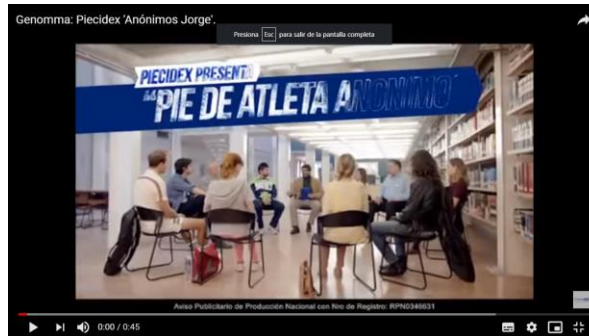 Genomma: Piecidex 'Anónimos Jorge'.
Presiona Esc para salir de la pantalla completa
PIECIDEX PRESENTA
"PIE DE ATLETA ANONIMO"
Aviso Publicitario de Producción Nacional con Nro de Registro: RPN0346631
0:00 / 0:45